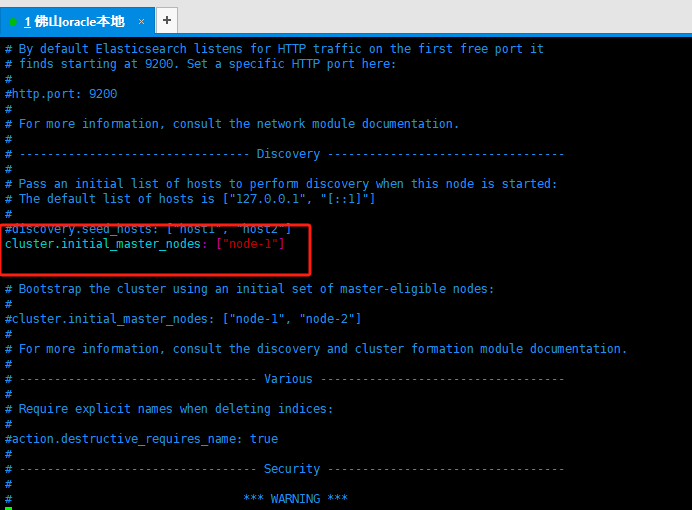 1 佛山oracle本地 × +
# By default Elasticsearch listens for HTTP traffic on the first free port it
# finds starting at 9200. Set a specific HTTP port here:
#
#http.port: 9200
#
# For more information, consult the network module documentation.
#
# --------------------------------- Discovery ----------------------------------
#
# Pass an initial list of hosts to perform discovery when this node is started:
# The default list of hosts is ["127.0.0.1", "[::1]"]
#
#discovery.seed_hosts: ["host1", "host2"]
cluster.initial_master_nodes: ["node-1"]
# Bootstrap the cluster using an initial set of master-eligible nodes:
#
#cluster.initial_master_nodes: ["node-1", "node-2"]
#
# For more information, consult the discovery and cluster formation module documentation.
#
# ---------------------------------- Various -----------------------------------
#
# Require explicit names when deleting indices:
#
#action.destructive_requires_name: true
#
# ---------------------------------- Security ----------------------------------
#
# *** WARNING ***